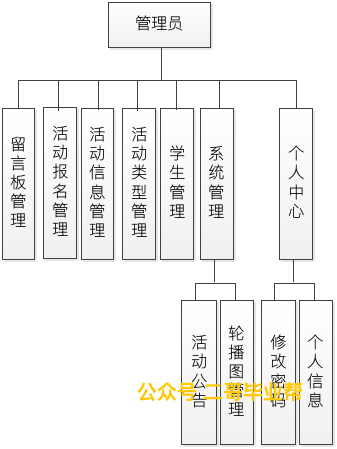 管理员
留言板管理
活动报名管理
活动信息管理
活动类型管理
学生管理
系统管理
个人中心
活动公告
轮播图管理
修改密码
个人信息
公众号 二哥毕业帮